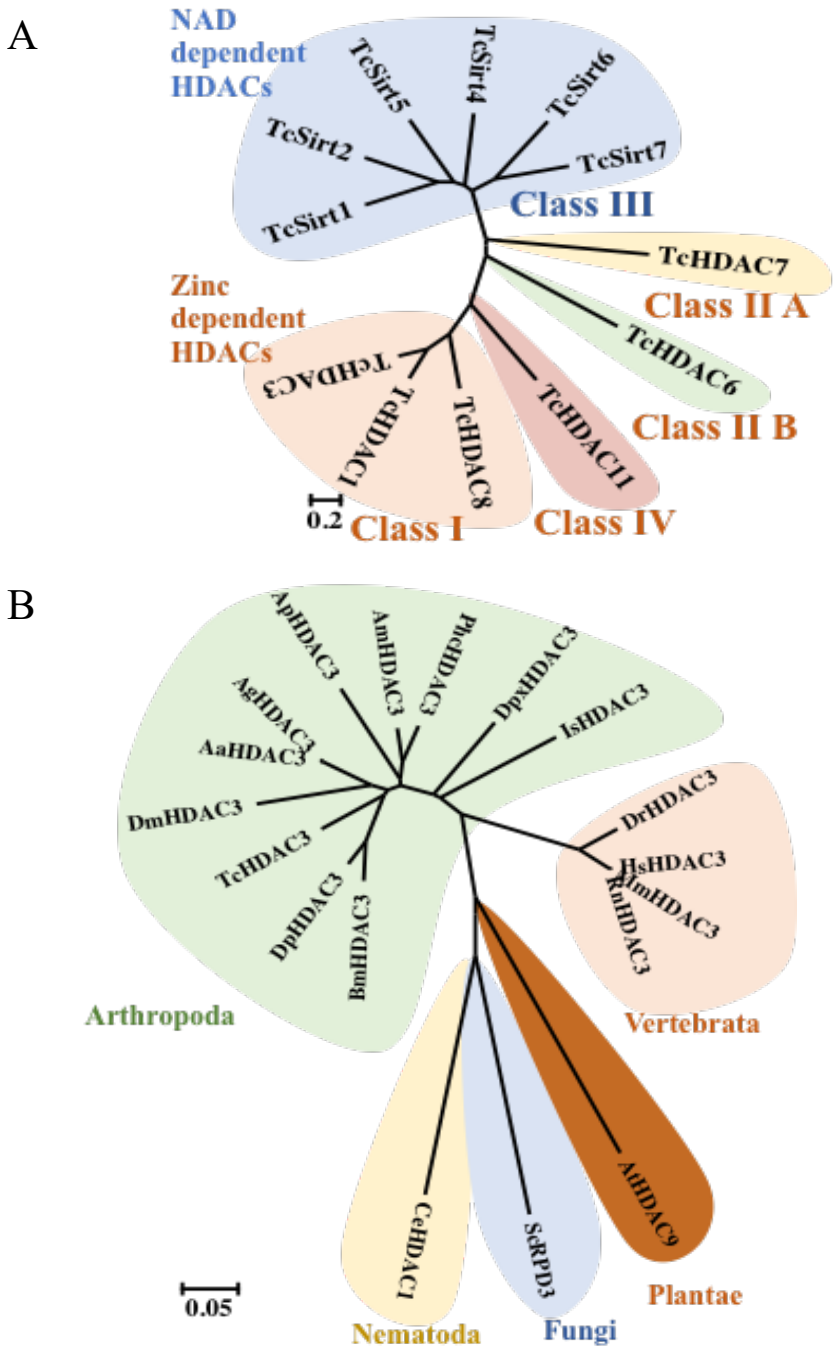 A
NAD
dependent
HDACs
TcSirt5
TcSirt4
TcSirt6
TcSirt2
TcSirt7
TcSirt1
Class III
TcHDAC7
Class II A
Zinc
dependent
HDACs
TcHDAC6
Class II B
TcHDAC3
TcHDAC1
TcHDAC8
TcHDAC11
0.2
Class I
Class IV
B
ApHDAC3
AmHDAC3
PhcHDAC3
DpxHDAC3
IsHDAC3
AgHDAC3
AaHDAC3
DmHDAC3
TcHDAC3
DpHDAC3
BmHDAC3
DrHDAC3
HsHDAC3
MmHDAC3
RnHDAC3
Arthropoda
Vertebrata
CeHDAC1
ScRPD3
AtHDAC9
0.05
Plantae
Nematoda
Fungi